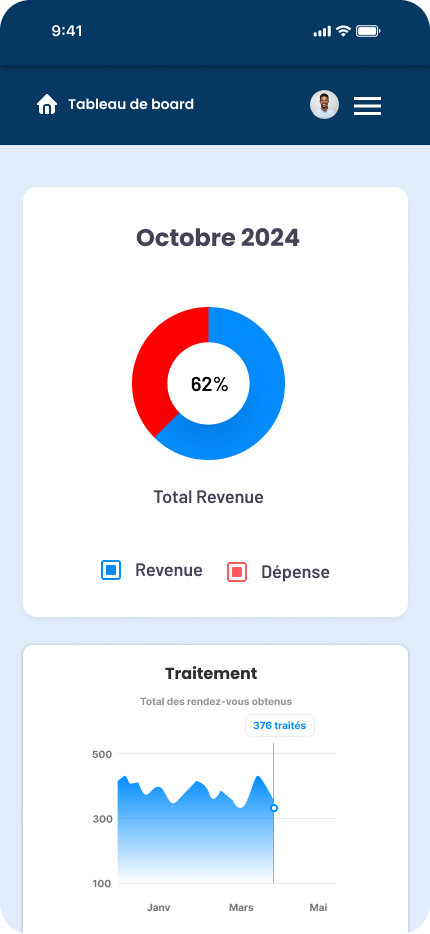 9:41
Tableau de board
Octobre 2024
62%
Total Revenue
Revenue
Dépense
Traitement
Total des rendez-vous obtenus
376 traités
500
300
100
Janv
Mars
Mai